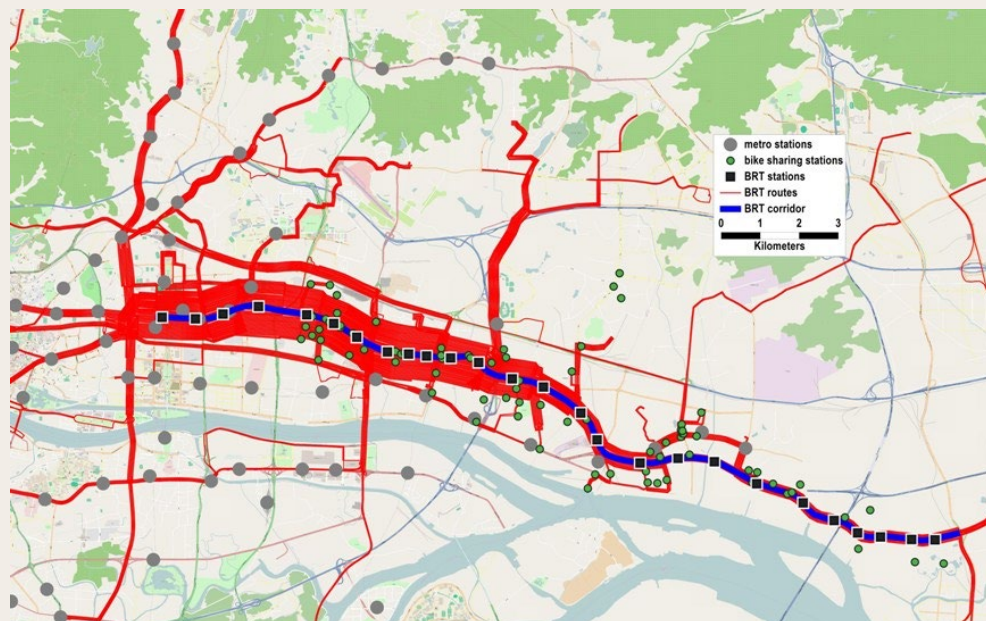 metro stations
bike sharing stations
BRT stations
BRT routes
BRT corridor
0 1 2 3
Kilometers